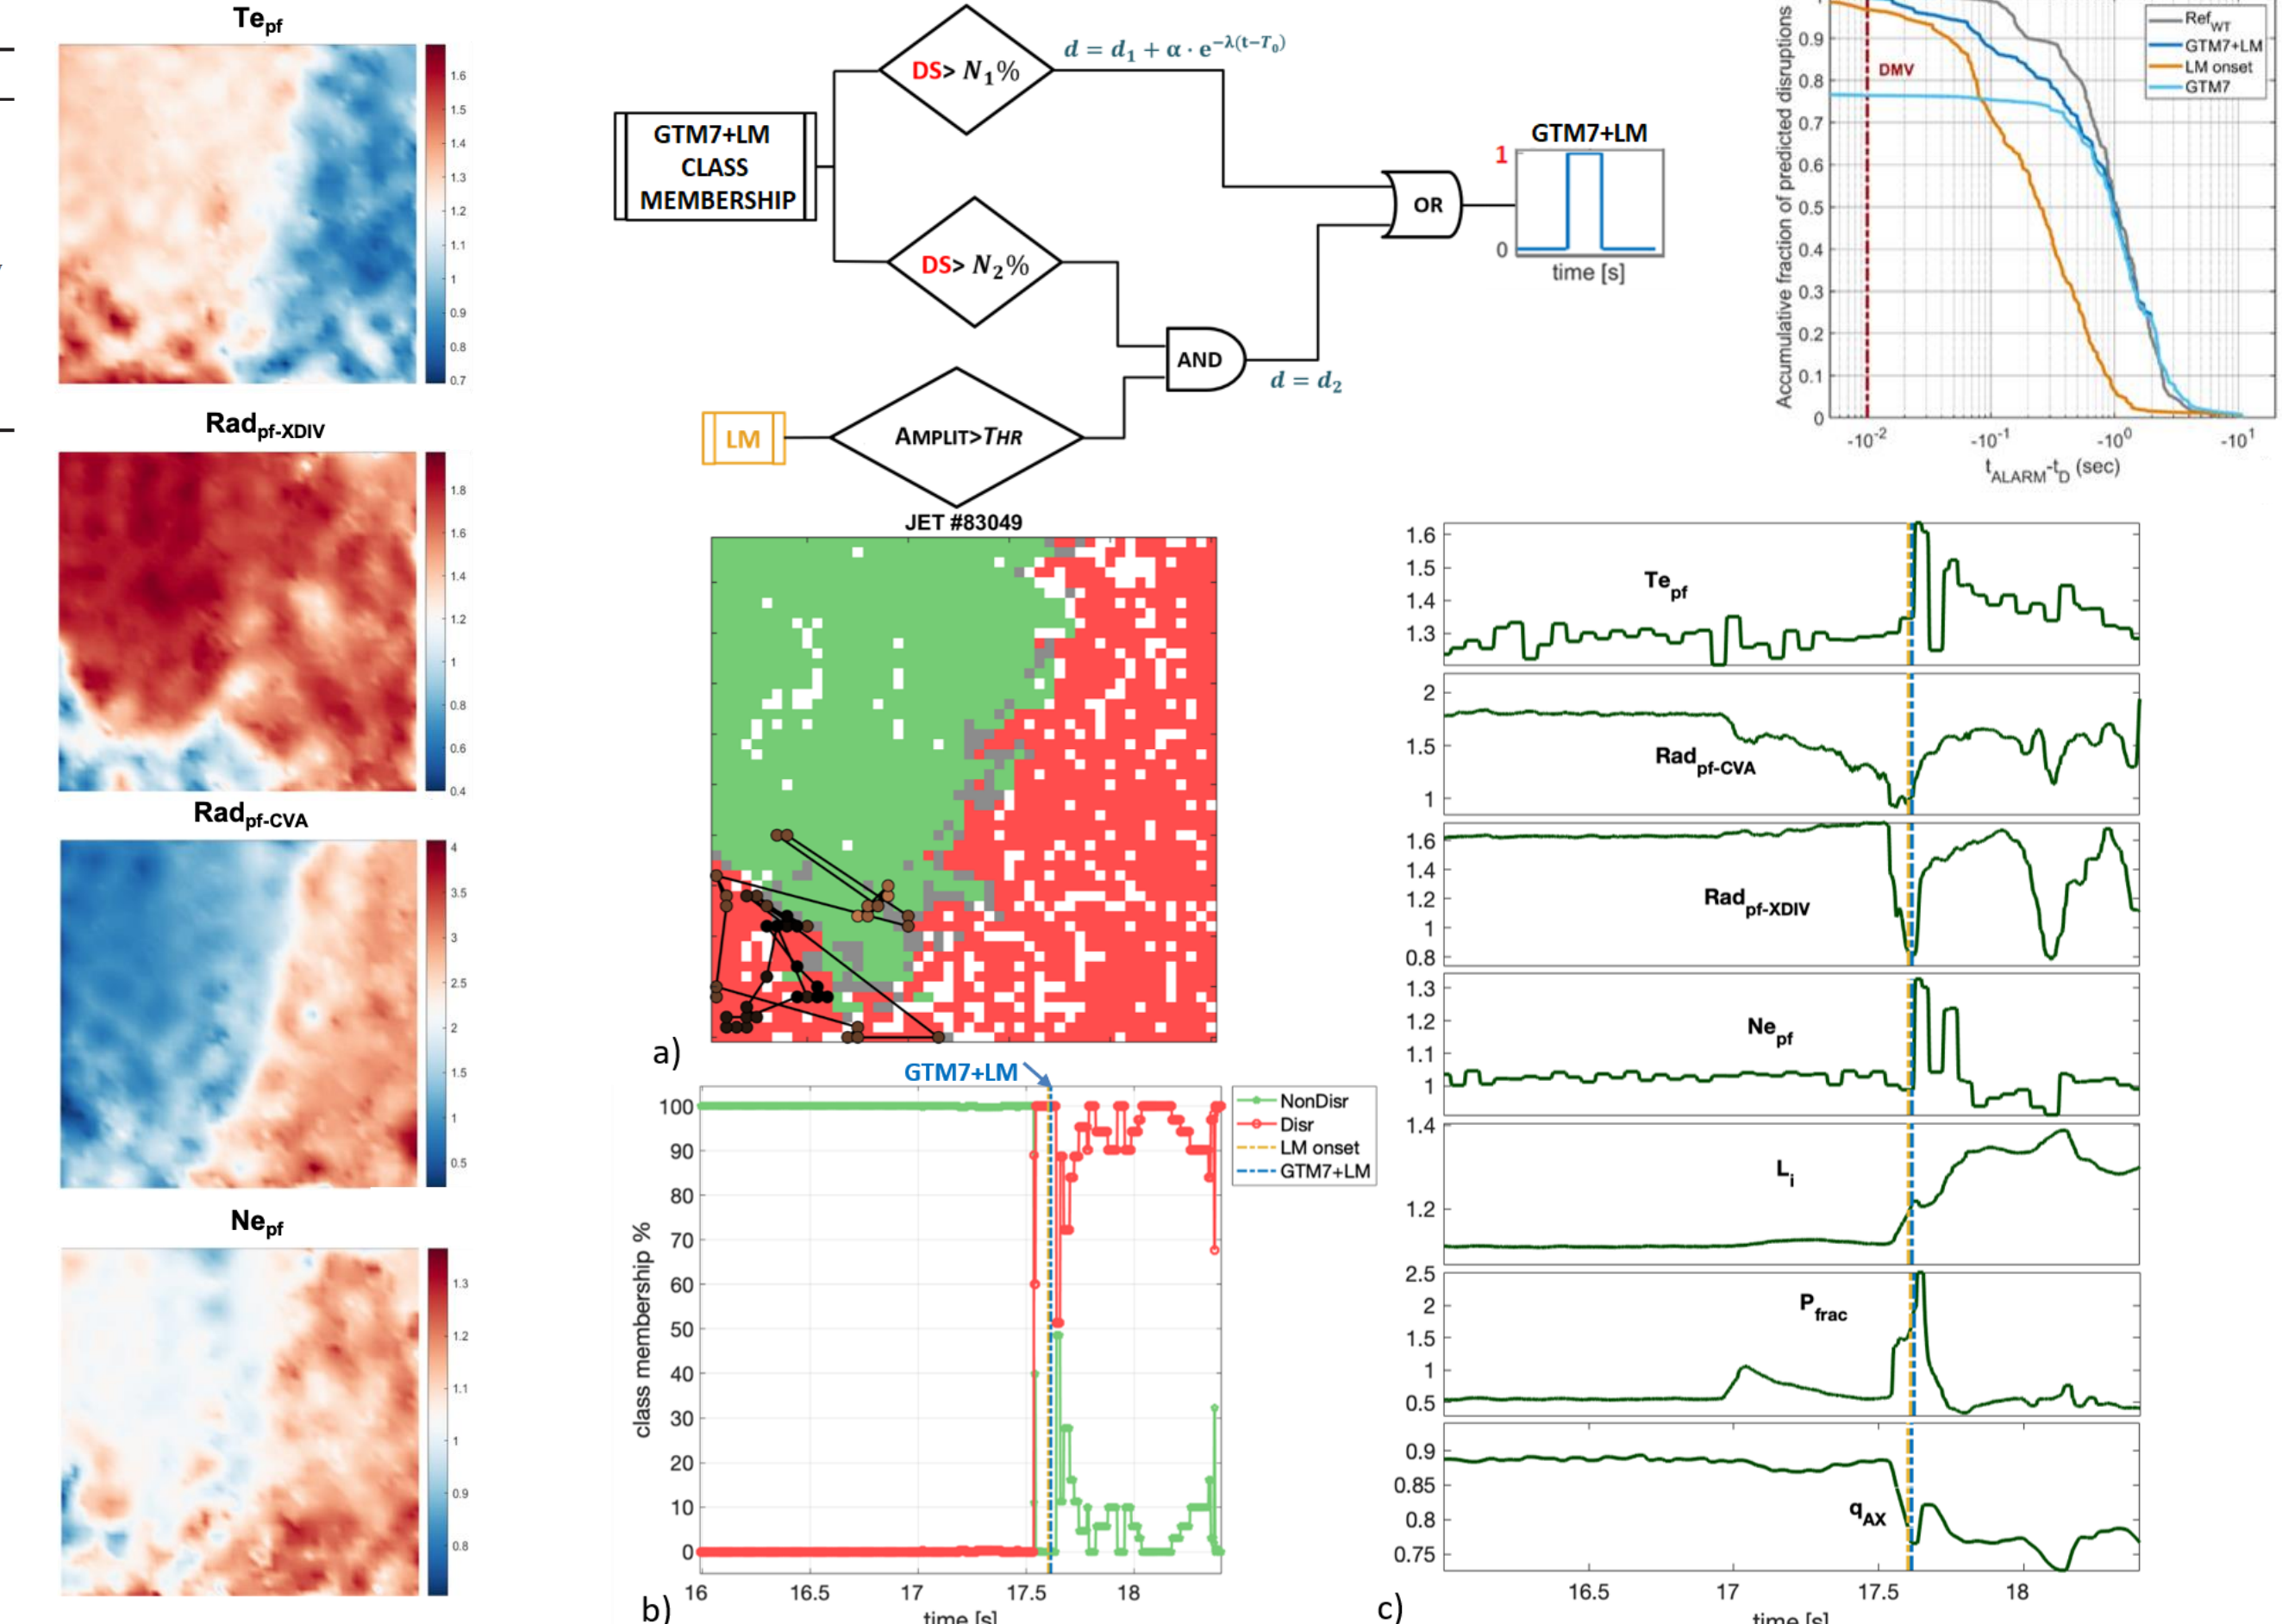 Te_pf
1.6
1.5
1.4
1.3
1.2
1.1
1
0.9
0.8
0.7
Rad_pf-XDIV
1.8
1.6
1.4
1.2
1
0.8
0.6
0.4
Rad_pf-CVA
4
3.5
3
2.5
2
1.5
1
0.5
Ne_pf
1.3
1.2
1.1
1
0.9
0.8
GTM7+LM
CLASS
MEMBERSHIP
DS> N₁%
d = d₁ + α · e^−λ(t−T₀)
DS> N₂%
LM
AMPLIT>THR
AND
d = d₂
OR
GTM7+LM
1
0
time [s]
Accumulative fraction of predicted disruptions
0.9
0.8
0.7
0.6
0.5
0.4
0.3
0.2
0.1
0
DMV
Ref_WT
GTM7+LM
LM onset
GTM7
-10⁻²
-10⁻¹
-10⁰
-10¹
t_ALARM-t_D (sec)
JET #83049
a)
GTM7+LM
class membership %
100
90
80
70
60
50
40
30
20
10
0
16
16.5
17
17.5
18
NonDisr
Disr
LM onset
GTM7+LM
b)
time [s]
Te_pf
1.6
1.5
1.4
1.3
Rad_pf-CVA
2
1.5
1
Rad_pf-XDIV
1.6
1.4
1.2
1
0.8
Ne_pf
1.3
1.2
1.1
1
L_i
1.4
1.2
P_frac
2.5
2
1.5
1
0.5
q_AX
0.9
0.85
0.8
0.75
16.5
17
17.5
18
c)
time [s]